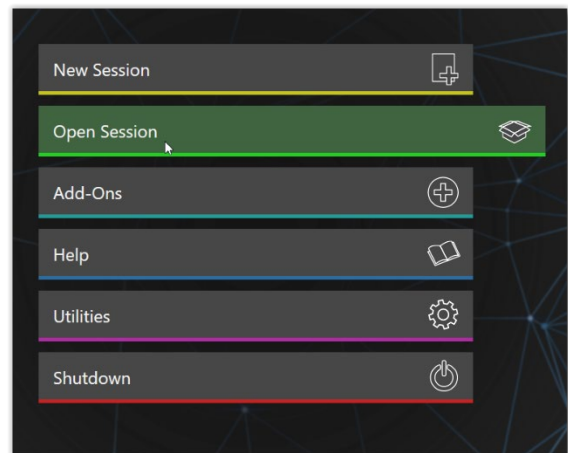 New Session
Open Session
Add-Ons
Help
Utilities
Shutdown